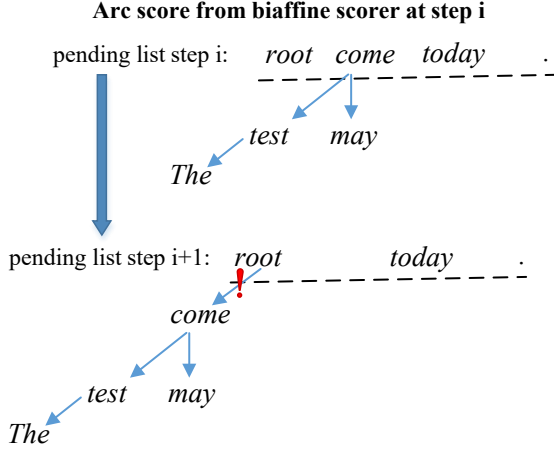 Arc score from biaffine scorer at step i
pending list step i: root come today .
test may
The
pending list step i+1: root today .
!
come
test may
The